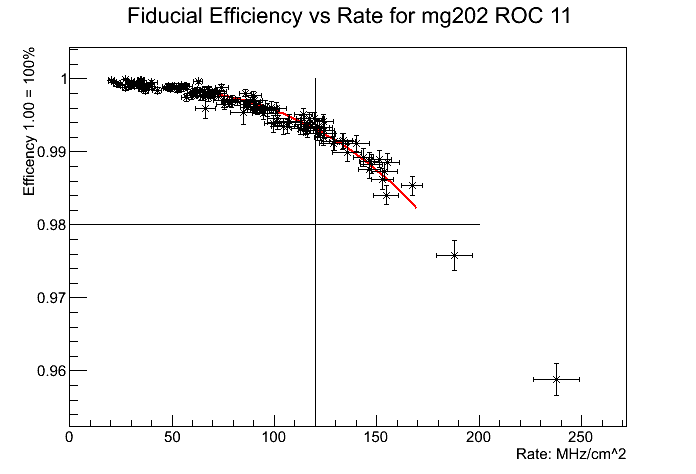 Fiducial Efficiency vs Rate for mg202 ROC 11
Efficency 1.00 = 100%
1
0.99
0.98
0.97
0.96
0 50 100 150 200 250
Rate: MHz/cm^2